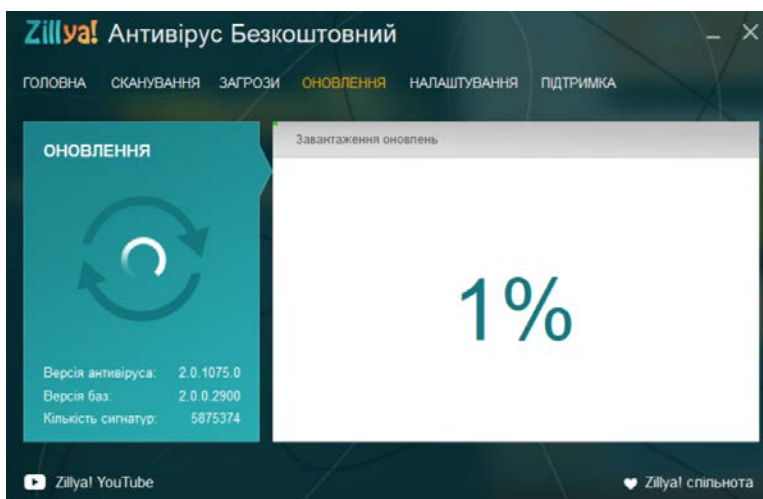 Zillya! Антивірус Безкоштовний
ГОЛОВНА СКАНУВАННЯ ЗАГРОЗИ ОНОВЛЕННЯ НАЛАШТУВАННЯ ПІДТРИМКА
ОНОВЛЕННЯ
Версія антивіруса: 2.0.1075.0
Версія баз: 2.0.0.2900
Кількість сигнатур: 5875374
Завантаження оновлень
1%
Zillya! YouTube
Zillya! спільнота